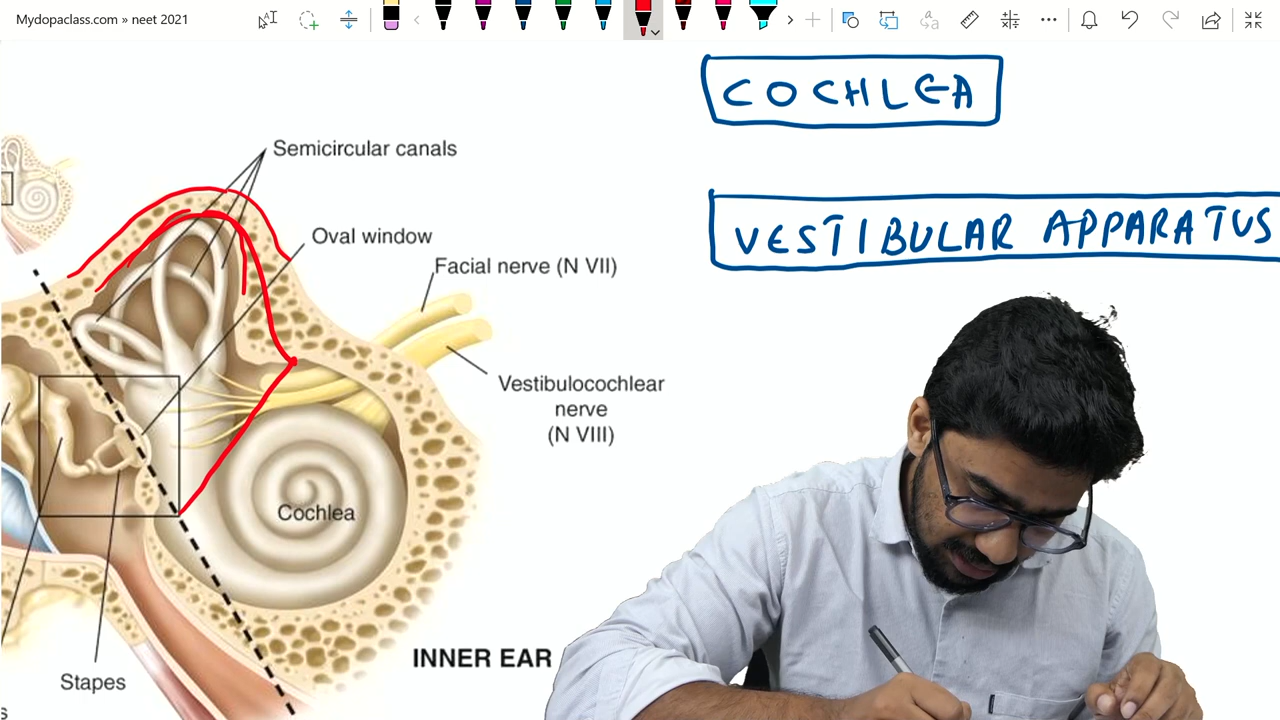 Mydopaclass.com » neet 2021
COCHLEA
Semicircular canals
VESTIBULAR APPARATUS
Oval window
Facial nerve (N VII)
Vestibulocochlear
nerve
(N VIII)
Cochlea
INNER EAR
Stapes
s